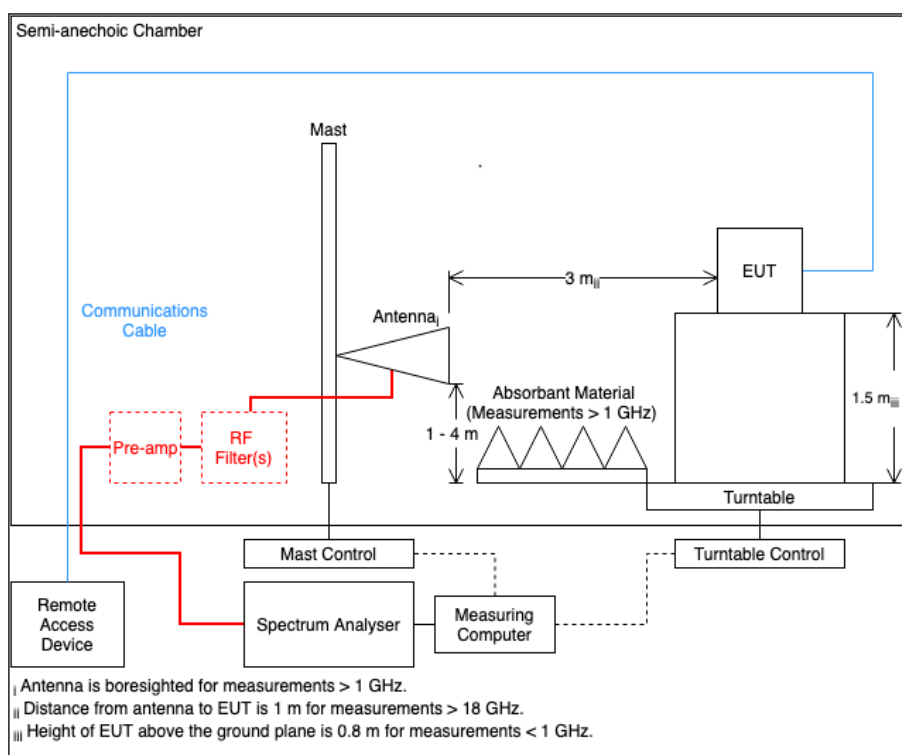 Semi-anechoic Chamber
Mast
EUT
3 mii
Communications
Cable
Antennai
Absorbant Material
(Measurements > 1 GHz)
1.5 miii
1 - 4 m
Pre-amp
RF
Filter(s)
Turntable
Mast Control
Turntable Control
Remote
Access
Device
Spectrum Analyser
Measuring
Computer
i Antenna is boresighted for measurements > 1 GHz.
ii Distance from antenna to EUT is 1 m for measurements > 18 GHz.
iii Height of EUT above the ground plane is 0.8 m for measurements < 1 GHz.